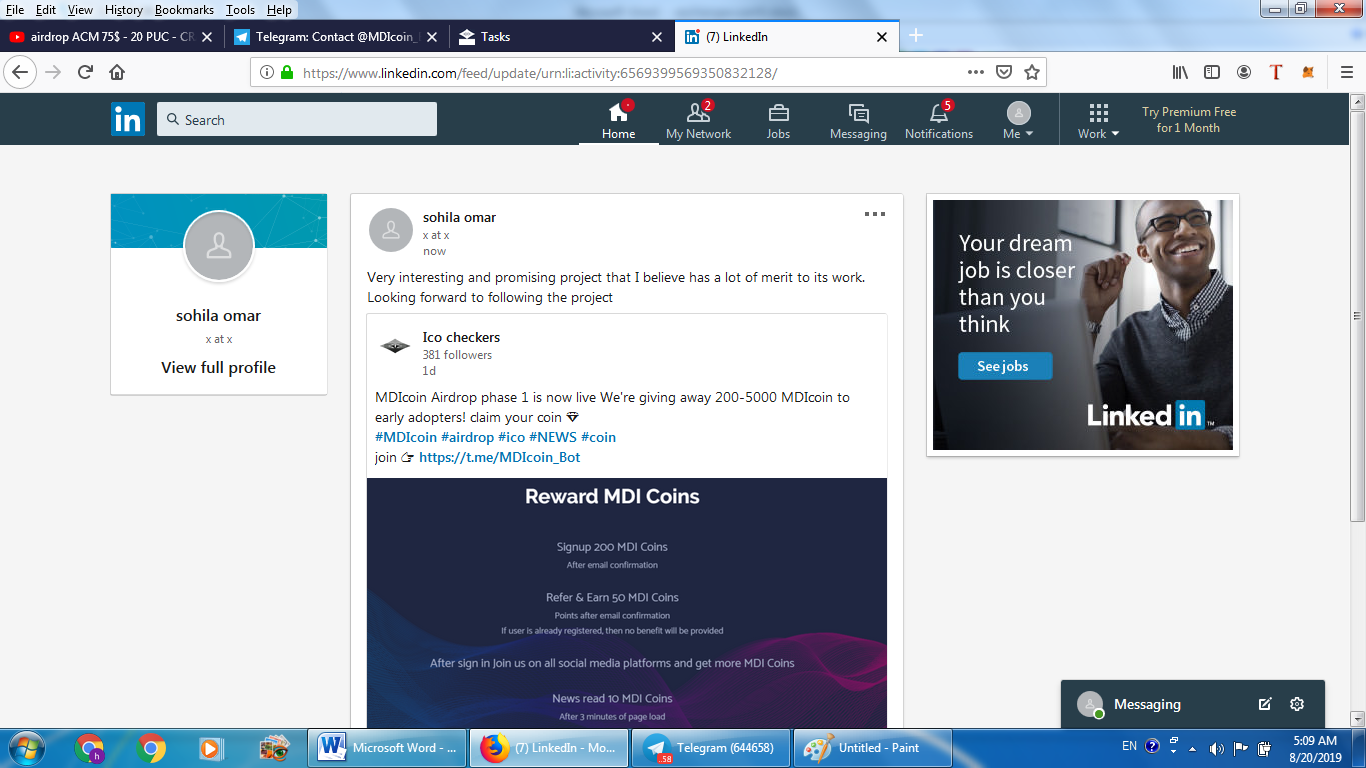 File Edit View History Bookmarks Tools Help
airdrop ACM 75$ - 20 PUC - CR
Telegram: Contact @MDIcoin_
Tasks
(7) LinkedIn
https://www.linkedin.com/feed/update/urn:li:activity:6569399569350832128/
in
Search
2
5
Home
My Network
Jobs
Messaging
Notifications
Me
Work
Try Premium Free
for 1 Month
sohila omar
x at x
View full profile
sohila omar
x at x
now
Very interesting and promising project that I believe has a lot of merit to its work.
Looking forward to following the project
Ico checkers
381 followers
1d
MDIcoin Airdrop phase 1 is now live We're giving away 200-5000 MDIcoin to
early adopters! claim your coin
#MDIcoin #airdrop #ico #NEWS #coin
join 👉 https://t.me/MDIcoin_Bot
Reward MDI Coins
Signup 200 MDI Coins
After email confirmation
Refer & Earn 50 MDI Coins
Points after email confirmation
If user is already registered, then no benefit will be provided
After sign in Join us on all social media platforms and get more MDI Coins
News read 10 MDI Coins
After 3 minutes of page load
Your dream
job is closer
than you
think
See jobs
Linked in
Messaging
Microsoft Word - ...
(7) LinkedIn - Mo...
Telegram (644658)
Untitled - Paint
EN
5:09 AM
8/20/2019